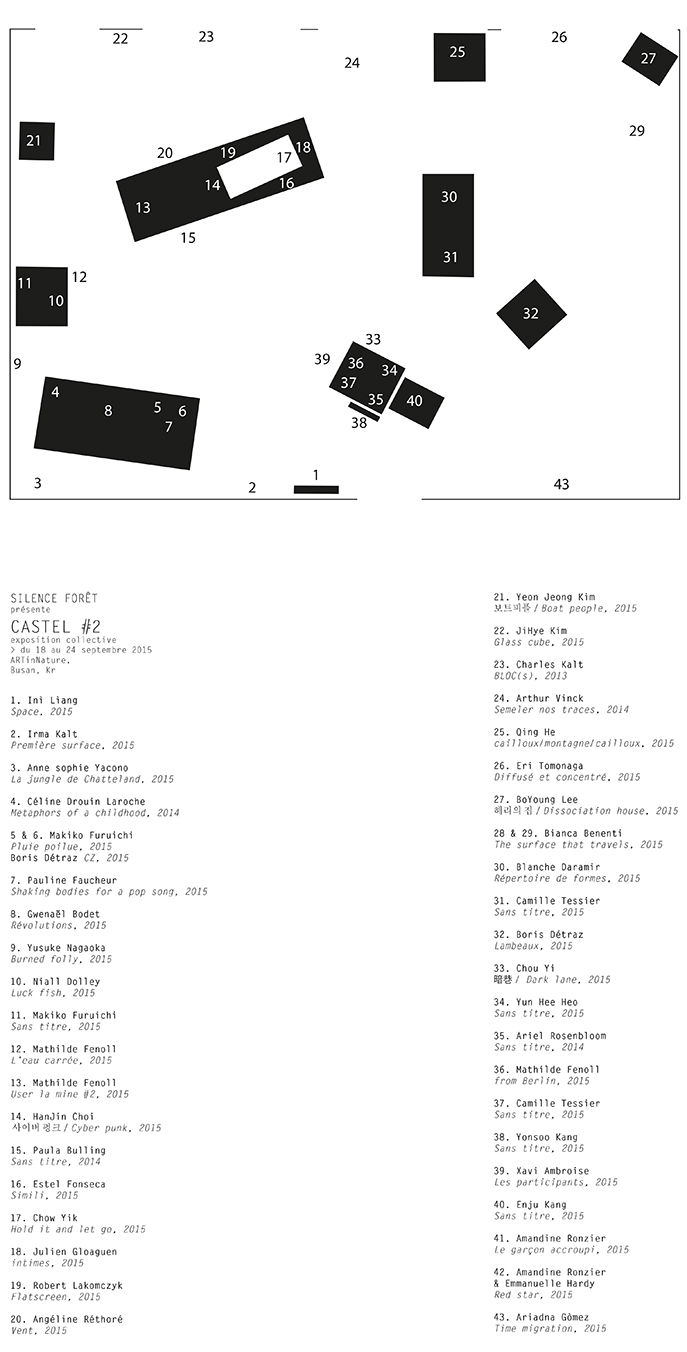 22
23
24
25
26
27
21
20
19
18
17
29
14
16
13
15
30
31
11
12
10
32
9
39
33
36
34
37
35
40
38
4
8
5
6
7
3
2
1
43
SILENCE FORÊT
présente
CASTEL #2
exposition collective
> du 18 au 24 septembre 2015
ARTinNature,
Busan, Kr
1. Ini Liang
Space, 2015
2. Irma Kalt
Première surface, 2015
3. Anne sophie Yacono
La jungle de Chatteland, 2015
4. Céline Drouin Laroche
Metaphors of a childhood, 2014
5 & 6. Makiko Furuichi
Pluie poilue, 2015
Boris Détraz CZ, 2015
7. Pauline Faucheur
Shaking bodies for a pop song, 2015
8. Gwenaël Bodet
Révolutions, 2015
9. Yusuke Nagaoka
Burned folly, 2015
10. Niall Dolley
Luck fish, 2015
11. Makiko Furuichi
Sans titre, 2015
12. Mathilde Fenoll
L'eau carrée, 2015
13. Mathilde Fenoll
User la mine #2, 2015
14. HanJin Choi
사이버 펑크 / Cyber punk, 2015
15. Paula Bulling
Sans titre, 2014
16. Estel Fonseca
Simili, 2015
17. Chow Yik
Hold it and let go, 2015
18. Julien Gloaguen
intimes, 2015
19. Robert Lakomczyk
Flatscreen, 2015
20. Angéline Réthoré
Vent, 2015
21. Yeon Jeong Kim
보트피플 / Boat people, 2015
22. JiHye Kim
Glass cube, 2015
23. Charles Kalt
BLOC(s), 2013
24. Arthur Vinck
Semeler nos traces, 2014
25. Qing He
cailloux/montagne/cailloux, 2015
26. Eri Tomonaga
Diffusé et concentré, 2015
27. BoYoung Lee
해리의 집 / Dissociation house, 2015
28 & 29. Bianca Benenti
The surface that travels, 2015
30. Blanche Daramir
Répertoire de formes, 2015
31. Camille Tessier
Sans titre, 2015
32. Boris Détraz
Lambeaux, 2015
33. Chou Yi
暗巷 / Dark lane, 2015
34. Yun Hee Heo
Sans titre, 2015
35. Ariel Rosenbloom
Sans titre, 2014
36. Mathilde Fenoll
from Berlin, 2015
37. Camille Tessier
Sans titre, 2015
38. Yonsoo Kang
Sans titre, 2015
39. Xavi Ambroise
Les participants, 2015
40. Enju Kang
Sans titre, 2015
41. Amandine Ronzier
Le garçon accroupi, 2015
42. Amandine Ronzier
& Emmanuelle Hardy
Red star, 2015
43. Ariadna Gòmez
Time migration, 2015